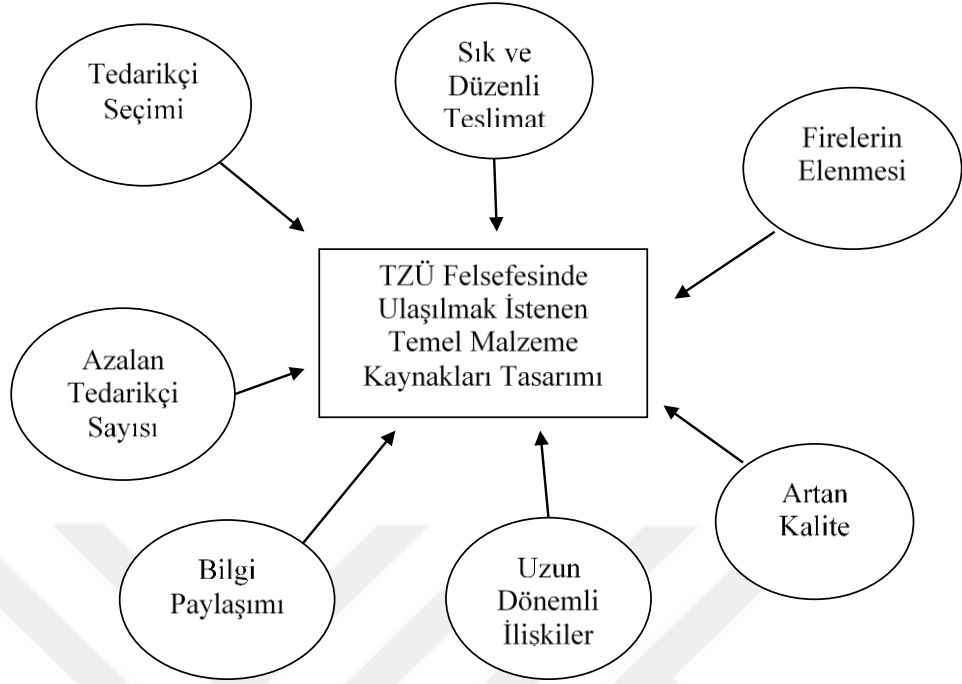 Tedarikçi
Seçimi
Sık ve
Düzenli
Teslimat
Firelerin
Elenmesi
TZÜ Felsefesinde
Ulaşılmak İstenen
Temel Malzeme
Kaynakları Tasarımı
Azalan
Tedarikçi
Sayısı
Artan
Kalite
Bilgi
Paylaşımı
Uzun
Dönemli
İlişkiler